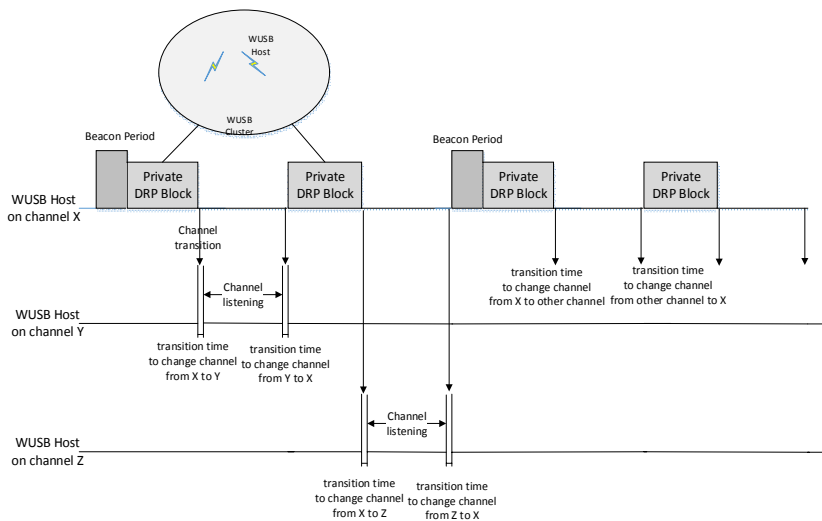 WUSB
Host
WUSB
Cluster
Beacon Period
Beacon Period
Private
DRP Block
Private
DRP Block
Private
DRP Block
Private
DRP Block
WUSB Host
on channel X
Channel
transition
transition time
to change channel
from X to other channel
transition time
to change channel
from other channel to X
Channel
listening
WUSB Host
on channel Y
transition time
to change channel
from X to Y
transition time
to change channel
from Y to X
Channel
listening
WUSB Host
on channel Z
transition time
to change channel
from X to Z
transition time
to change channel
from Z to X